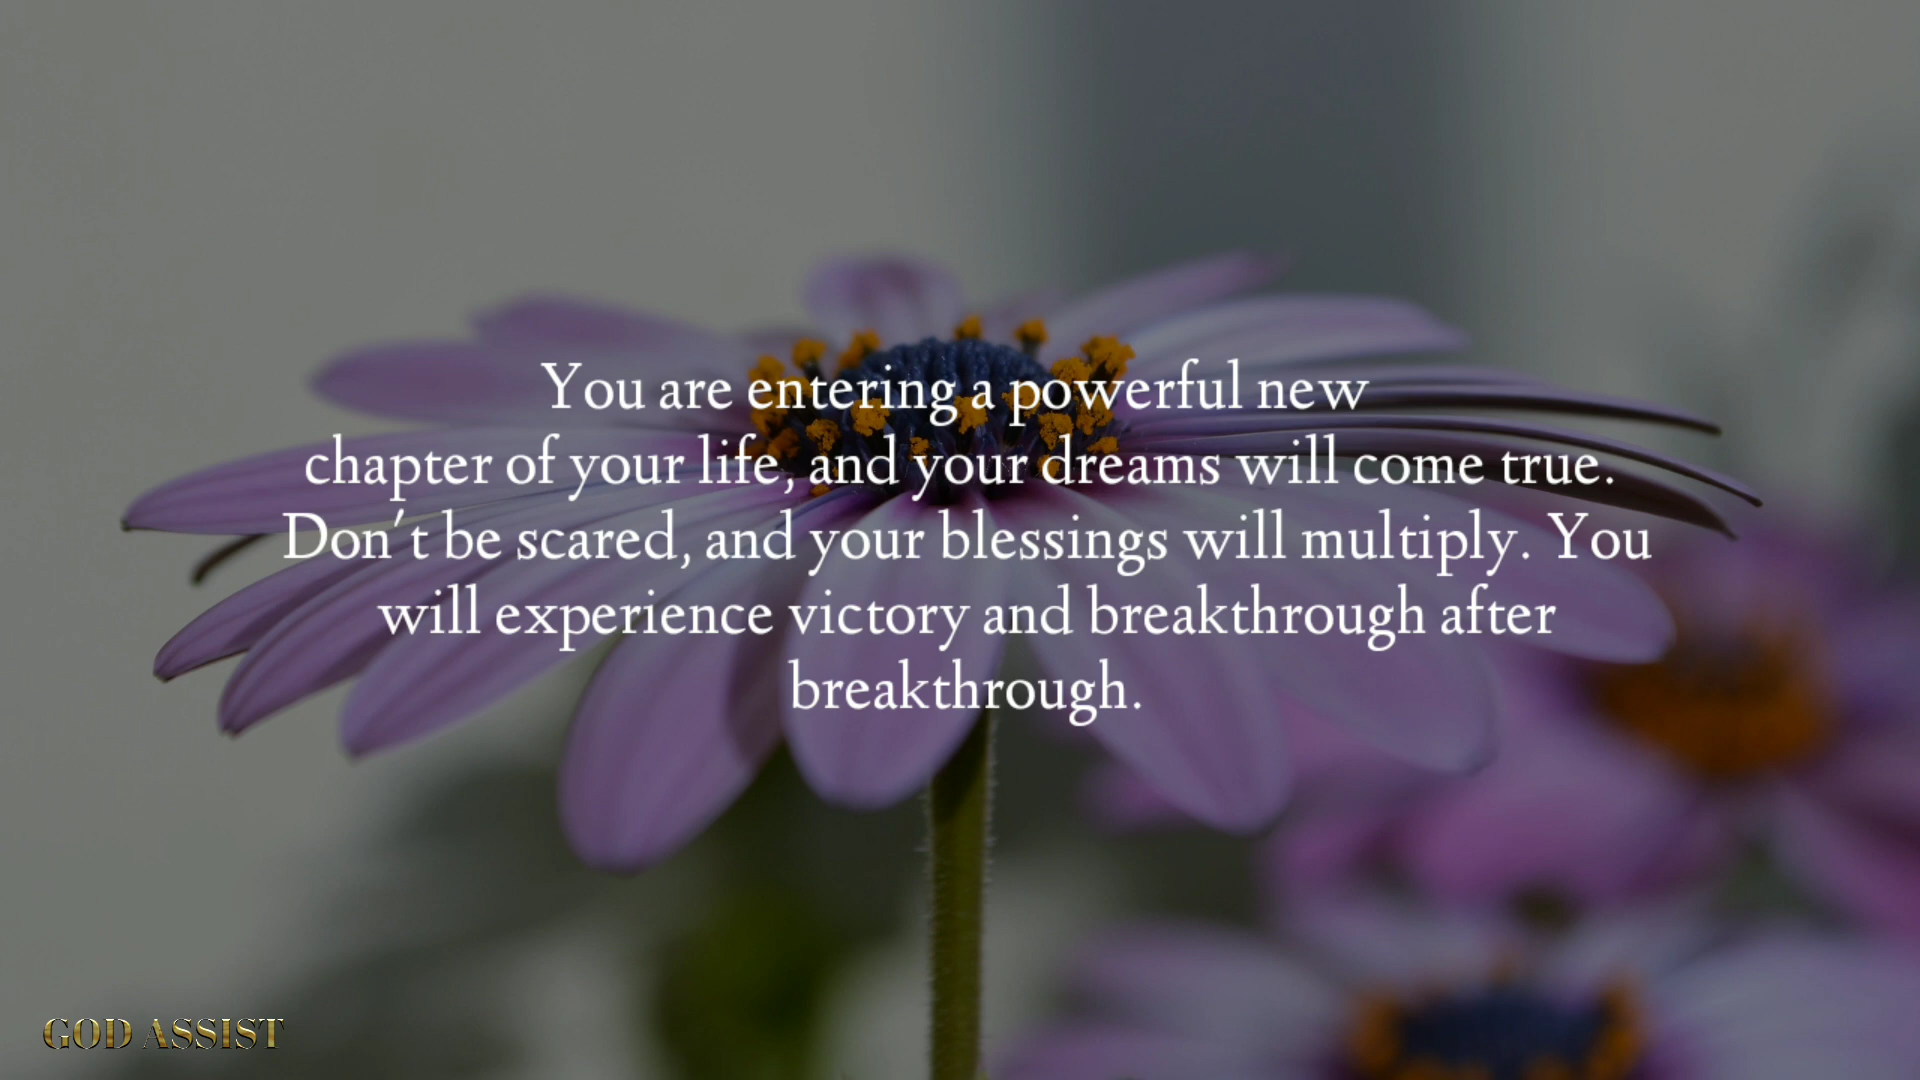 You are entering a powerful new
chapter of your life, and your dreams will come true.
Don't be scared, and your blessings will multiply. You
will experience victory and breakthrough after
breakthrough.
GOD ASSIST